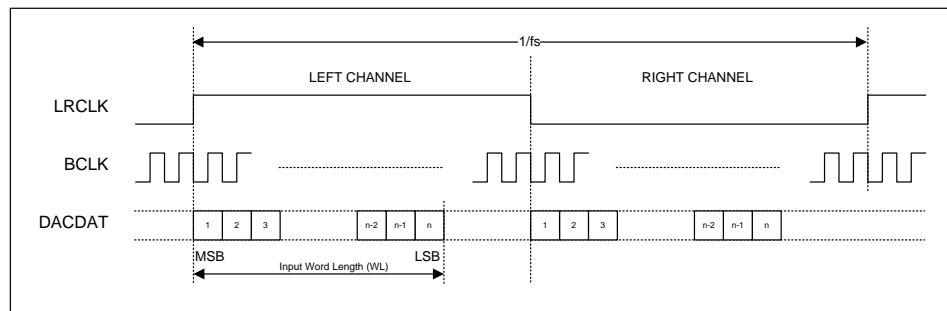 1/fs
LEFT CHANNEL RIGHT CHANNEL
LRCLK
BCLK
DACDAT 1 2 3 n-2 n-1 n 1 2 3 n-2 n-1 n
MSB LSB
Input Word Length (WL)